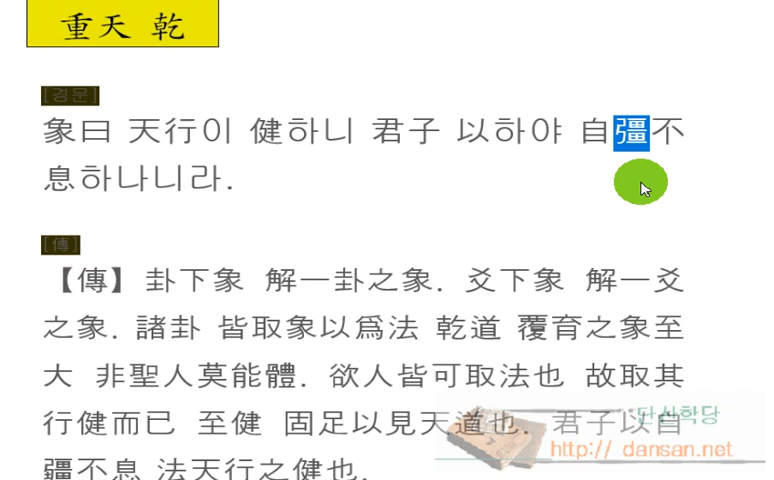 重天 乾
[경문]
象曰 天行이 健하니 君子 以하야 自彊不
息하나니라.
[傳]
【傳】卦下象 解一卦之象. 爻下象 解一爻
之象. 諸卦 皆取象以爲法 乾道 覆育之象至
大 非聖人莫能體. 欲人皆可取法也 故取其
行健而已 至健 固足以見天道也. 君子以自
彊不息 法天行之健也.
단산학당
http:// dansan.net